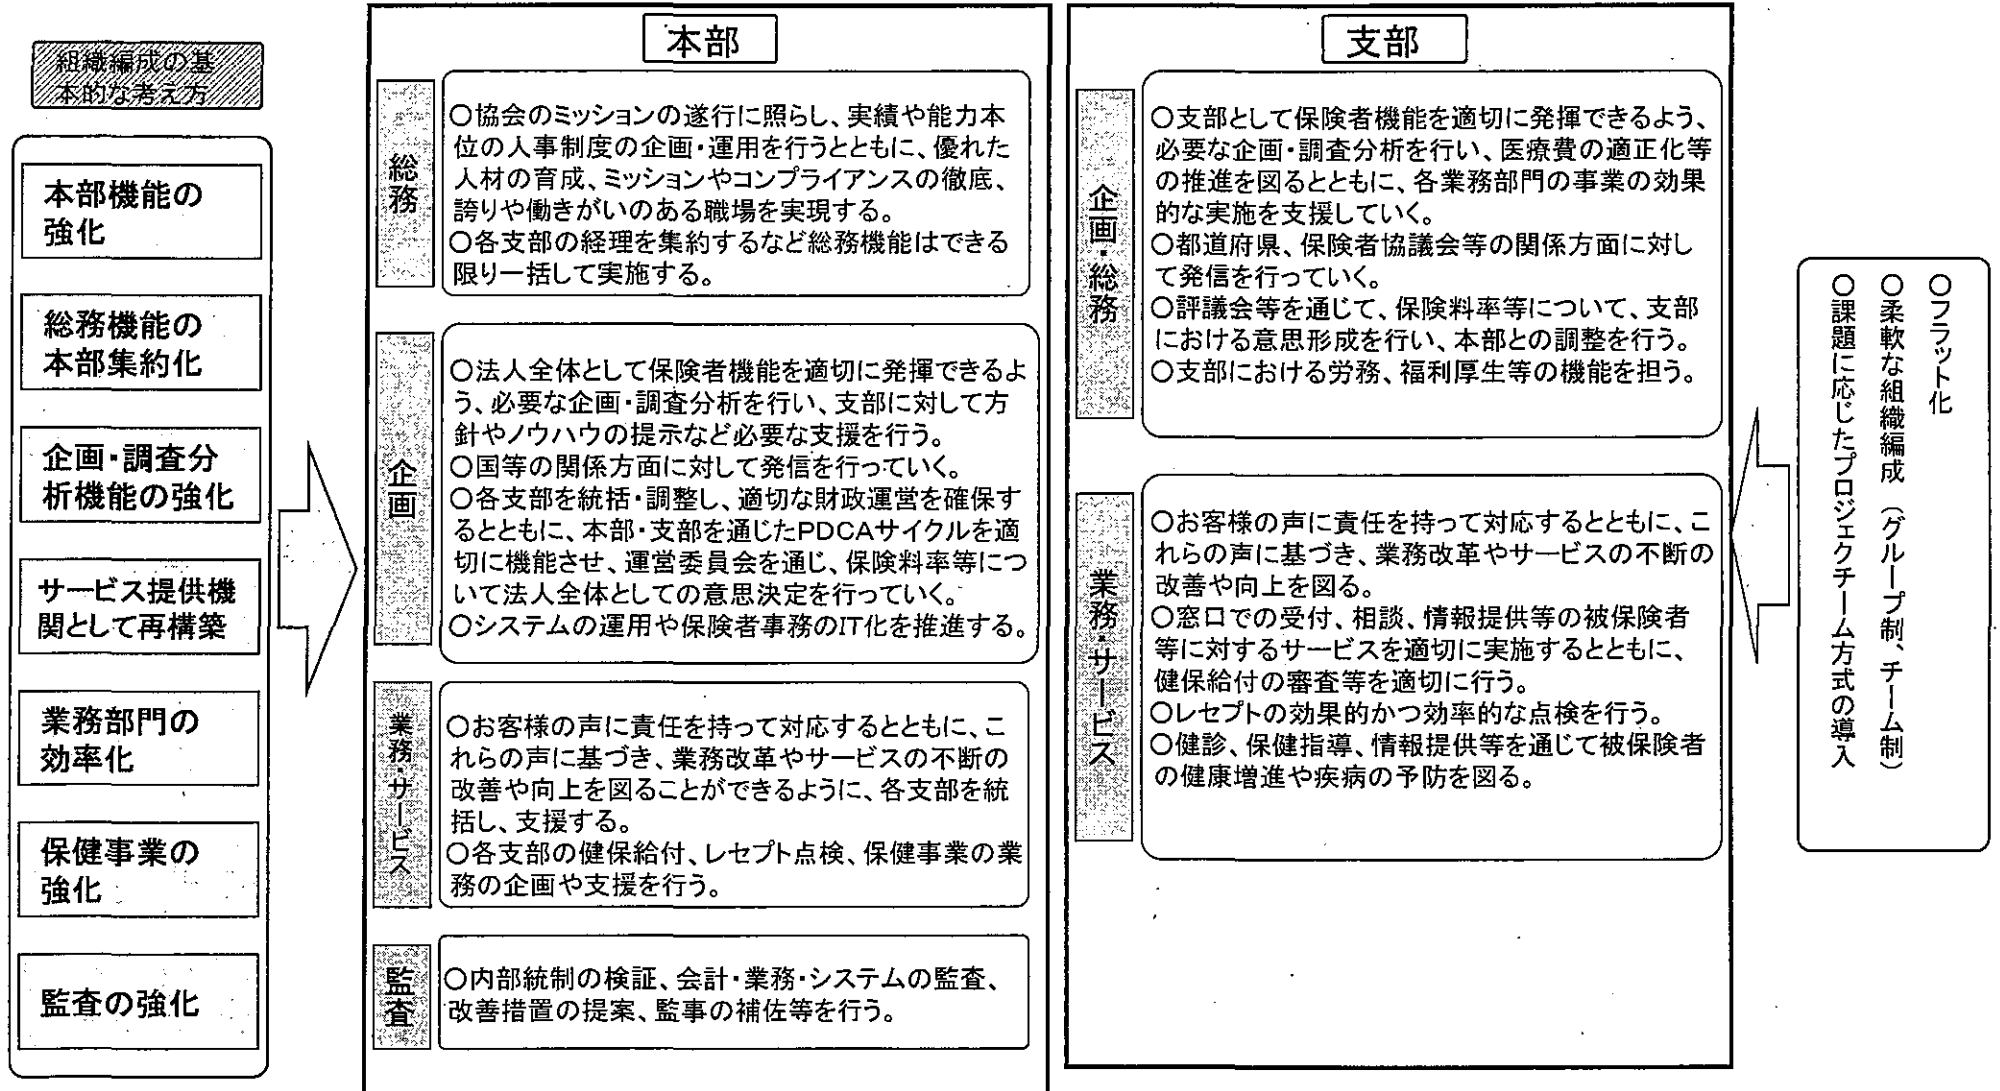 組織編成の基
本的な考え方
本部機能の
強化
総務機能の
本部集約化
企画・調査分
析機能の強化
サービス提供機
関として再構築
業務部門の
効率化
保健事業の
強化
監査の強化
本部
総務
○協会のミッションの遂行に照らし、実績や能力本
位の人事制度の企画・運用を行うとともに、優れた
人材の育成、ミッションやコンプライアンスの徹底、
誇りや働きがいのある職場を実現する。
○各支部の経理を集約するなど総務機能はできる
限り一括して実施する。
企画
○法人全体として保険者機能を適切に発揮できるよ
う、必要な企画・調査分析を行い、支部に対して方
針やノウハウの提示など必要な支援を行う。
○国等の関係方面に対して発信を行っていく。
○各支部を統括・調整し、適切な財政運営を確保す
るとともに、本部・支部を通じたPDCAサイクルを適
切に機能させ、運営委員会を通じ、保険料率等につ
いて法人全体としての意思決定を行っていく。
○システムの運用や保険者事務のIT化を推進する。
業務・サービス
○お客様の声に責任を持って対応するとともに、こ
れらの声に基づき、業務改革やサービスの不断の
改善や向上を図ることができるように、各支部を統
括し、支援する。
○各支部の健保給付、レセプト点検、保健事業の業
務の企画や支援を行う。
監査
○内部統制の検証、会計・業務・システムの監査、
改善措置の提案、監事の補佐等を行う。
支部
企画・総務
○支部として保険者機能を適切に発揮できるよう、
必要な企画・調査分析を行い、医療費の適正化等
の推進を図るとともに、各業務部門の事業の効果
的な実施を支援していく。
○都道府県、保険者協議会等の関係方面に対し
て発信を行っていく。
○評議会等を通じて、保険料率等について、支部
における意思形成を行い、本部との調整を行う。
○支部における労務、福利厚生等の機能を担う。
業務・サービス
○お客様の声に責任を持って対応するとともに、こ
れらの声に基づき、業務改革やサービスの不断の
改善や向上を図る。
○窓口での受付、相談、情報提供等の被保険者
等に対するサービスを適切に実施するとともに、
健保給付の審査等を適切に行う。
○レセプトの効果的かつ効率的な点検を行う。
○健診、保健指導、情報提供等を通じて被保険者
の健康増進や疾病の予防を図る。
○フラット化
○柔軟な組織編成（グループ制、チーム制）
○課題に応じたプロジェクトチーム方式の導入